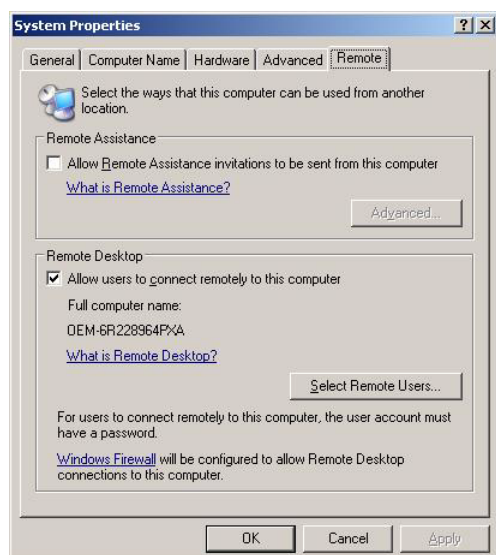 System Properties
General Computer Name Hardware Advanced Remote
Select the ways that this computer can be used from another
location.
Remote Assistance
Allow Remote Assistance invitations to be sent from this computer
What is Remote Assistance?
Advanced...
Remote Desktop
Allow users to connect remotely to this computer
Full computer name:
OEM-6R228964PXA
What is Remote Desktop?
Select Remote Users...
For users to connect remotely to this computer, the user account must
have a password.
Windows Firewall will be configured to allow Remote Desktop
connections to this computer.
OK Cancel Apply